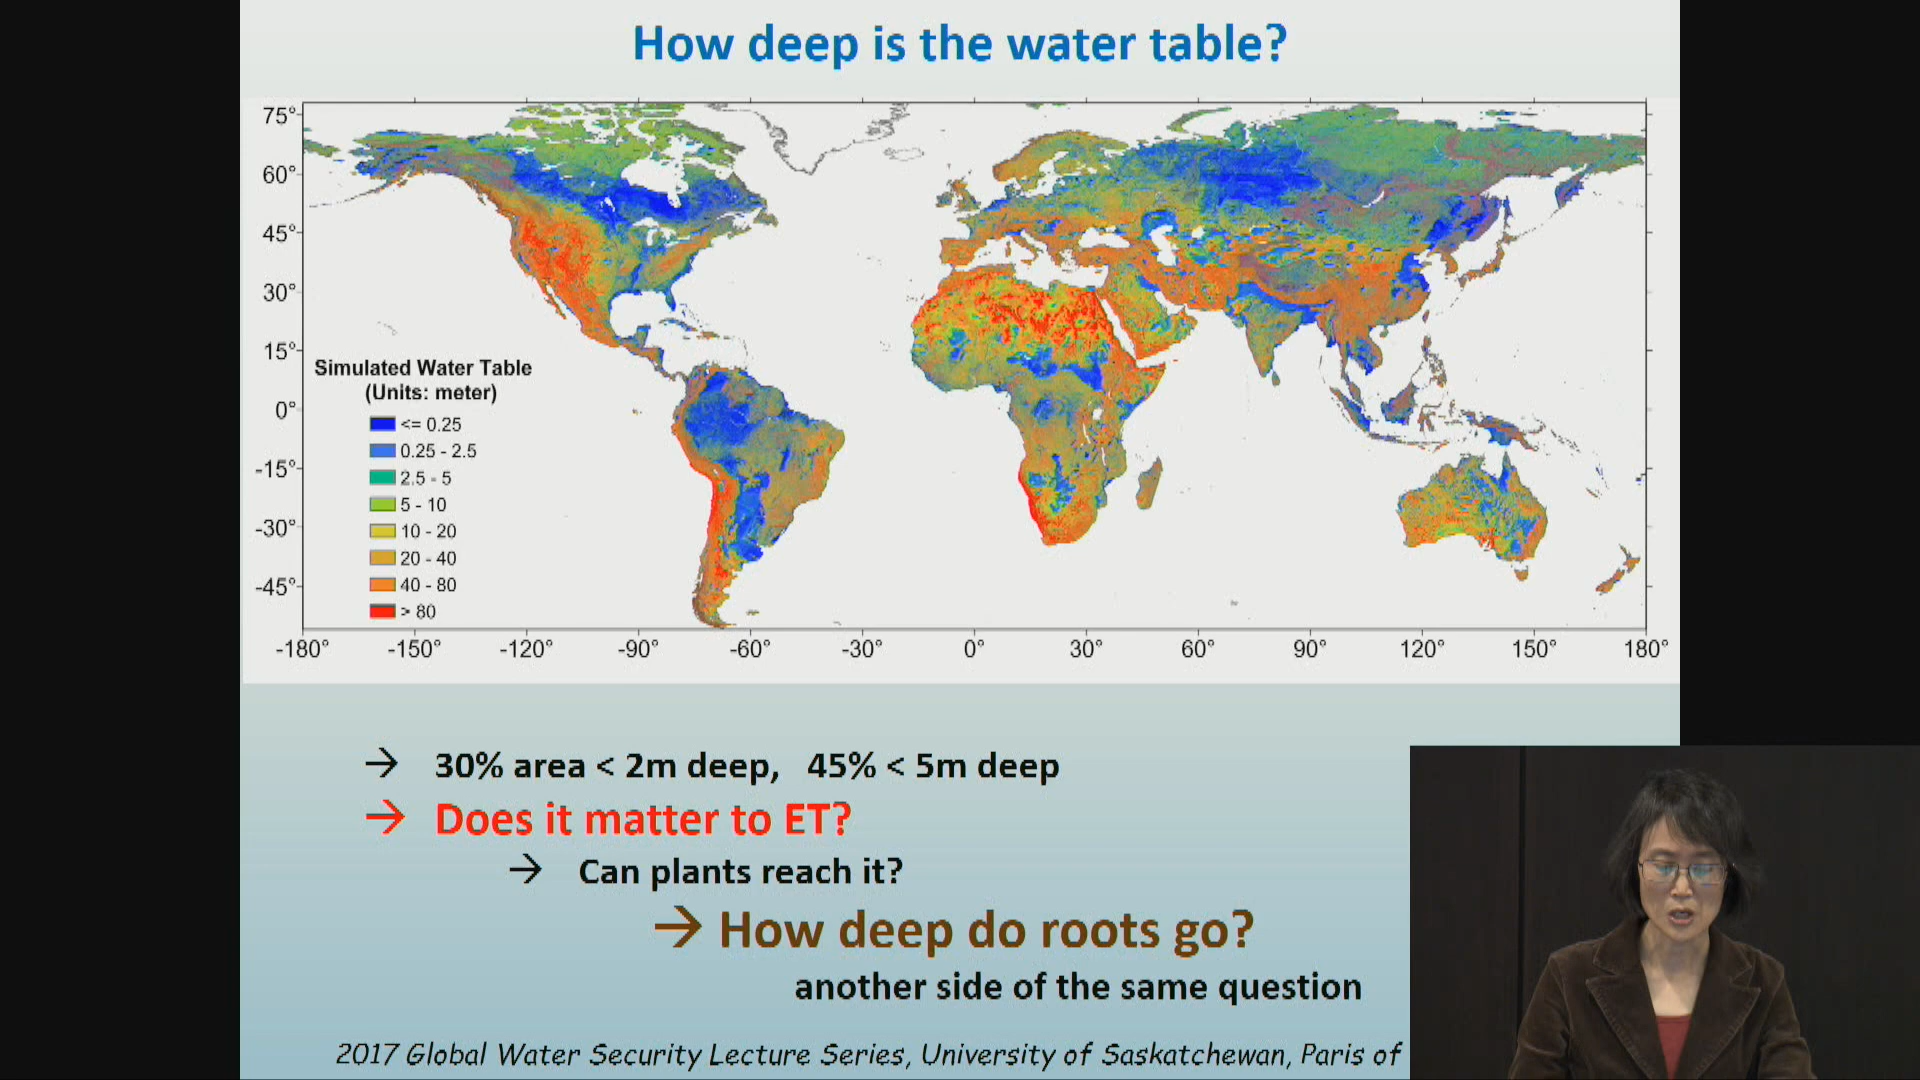 How deep is the water table?
75°
60°
45°
30°
15°
0°
-15°
-30°
-45°
Simulated Water Table
(Units: meter)
<= 0.25
0.25 - 2.5
2.5 - 5
5 - 10
10 - 20
20 - 40
40 - 80
> 80
-180° -150° -120° -90° -60° -30° 0° 30° 60° 90° 120° 150° 180°
→ 30% area < 2m deep, 45% < 5m deep
→ Does it matter to ET?
→ Can plants reach it?
→ How deep do roots go?
another side of the same question
2017 Global Water Security Lecture Series, University of Saskatchewan, Paris of